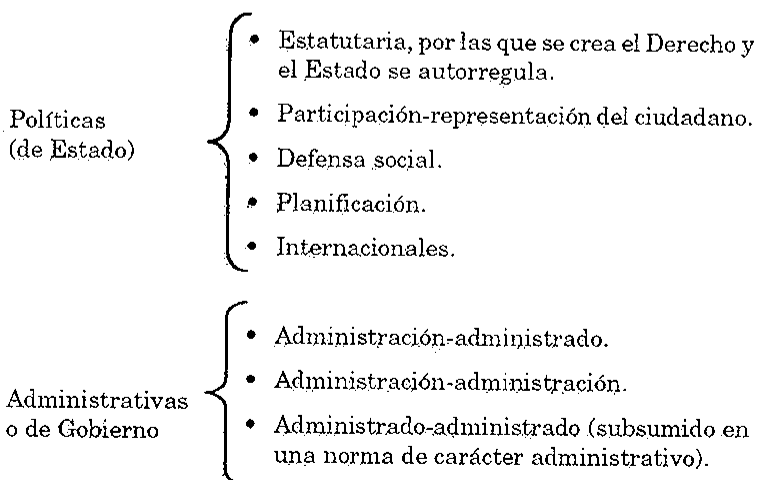 Políticas
(de Estado)
• Estatutaria, por las que se crea el Derecho y
el Estado se autorregula.
• Participación-representación del ciudadano.
• Defensa social.
• Planificación.
• Internacionales.
Administrativas
o de Gobierno
• Administración-administrado.
• Administración-administración.
• Administrado-administrado (subsumido en
una norma de carácter administrativo).